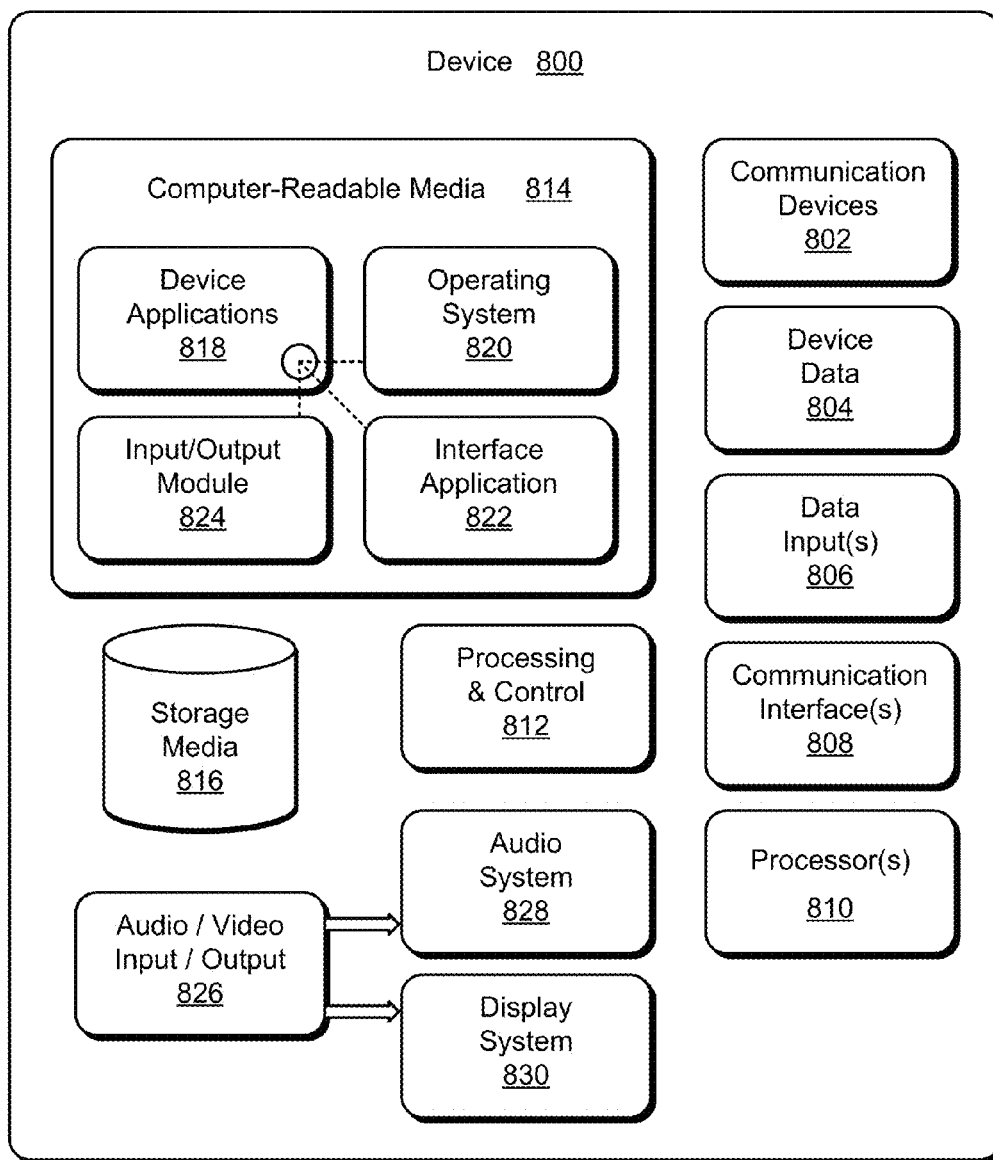 Device 800
Computer-Readable Media 814
Device
Applications
818
Operating
System
820
Input/Output
Module
824
Interface
Application
822
Communication
Devices
802
Device
Data
804
Data
Input(s)
806
Communication
Interface(s)
808
Processor(s)
810
Storage
Media
816
Processing
& Control
812
Audio / Video
Input / Output
826
Audio
System
828
Display
System
830